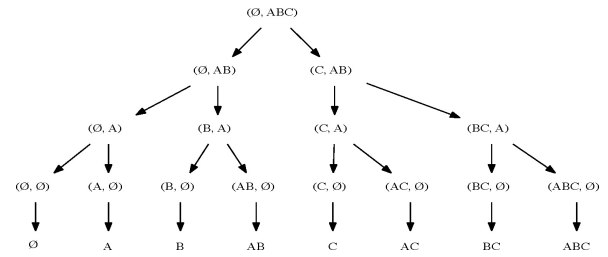 (Ø, ABC)
(Ø, AB) (C, AB)
(Ø, A) (B, A) (C, A) (BC, A)
(Ø, Ø) (A, Ø) (B, Ø) (AB, Ø) (C, Ø) (AC, Ø) (BC, Ø) (ABC, Ø)
Ø A B AB C AC BC ABC